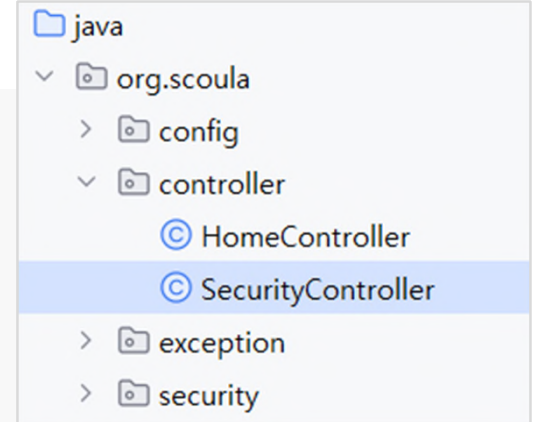 java
org.scoula
config
controller
HomeController
SecurityController
exception
security